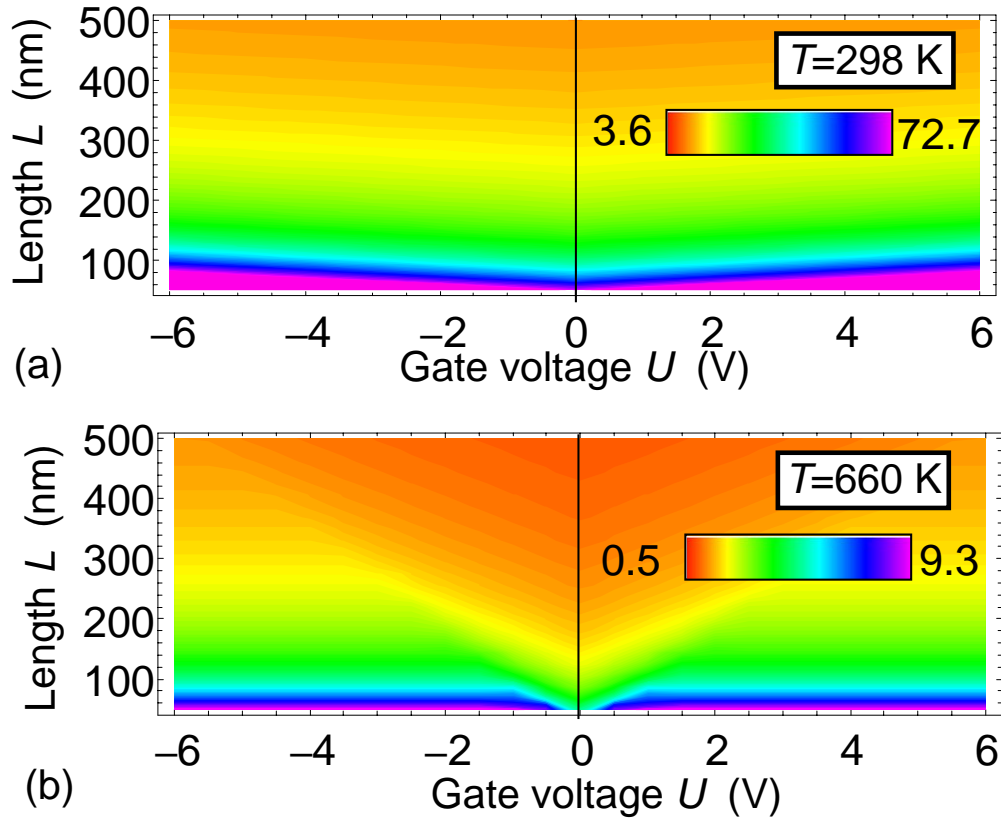 500
400
300
200
100
Length L (nm)
T=298 K
3.6
72.7
−6 −4 −2 0 2 4 6
(a)
Gate voltage U (V)
500
400
300
200
100
Length L (nm)
T=660 K
0.5
9.3
−6 −4 −2 0 2 4 6
(b)
Gate voltage U (V)